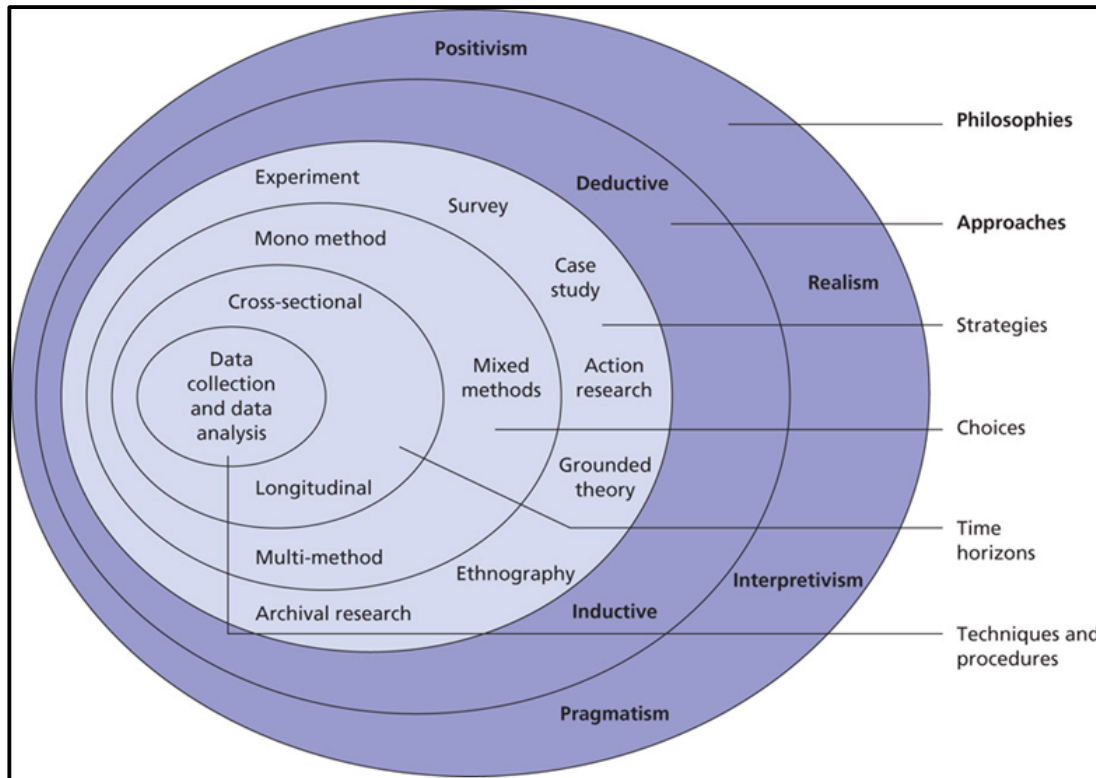 Positivism
Philosophies
Experiment
Deductive
Survey
Approaches
Mono method
Case
study
Realism
Cross-sectional
Strategies
Data
collection
and data
analysis
Mixed
methods
Action
research
Choices
Grounded
theory
Longitudinal
Time
horizons
Multi-method
Ethnography
Interpretivism
Archival research
Inductive
Techniques and
procedures
Pragmatism